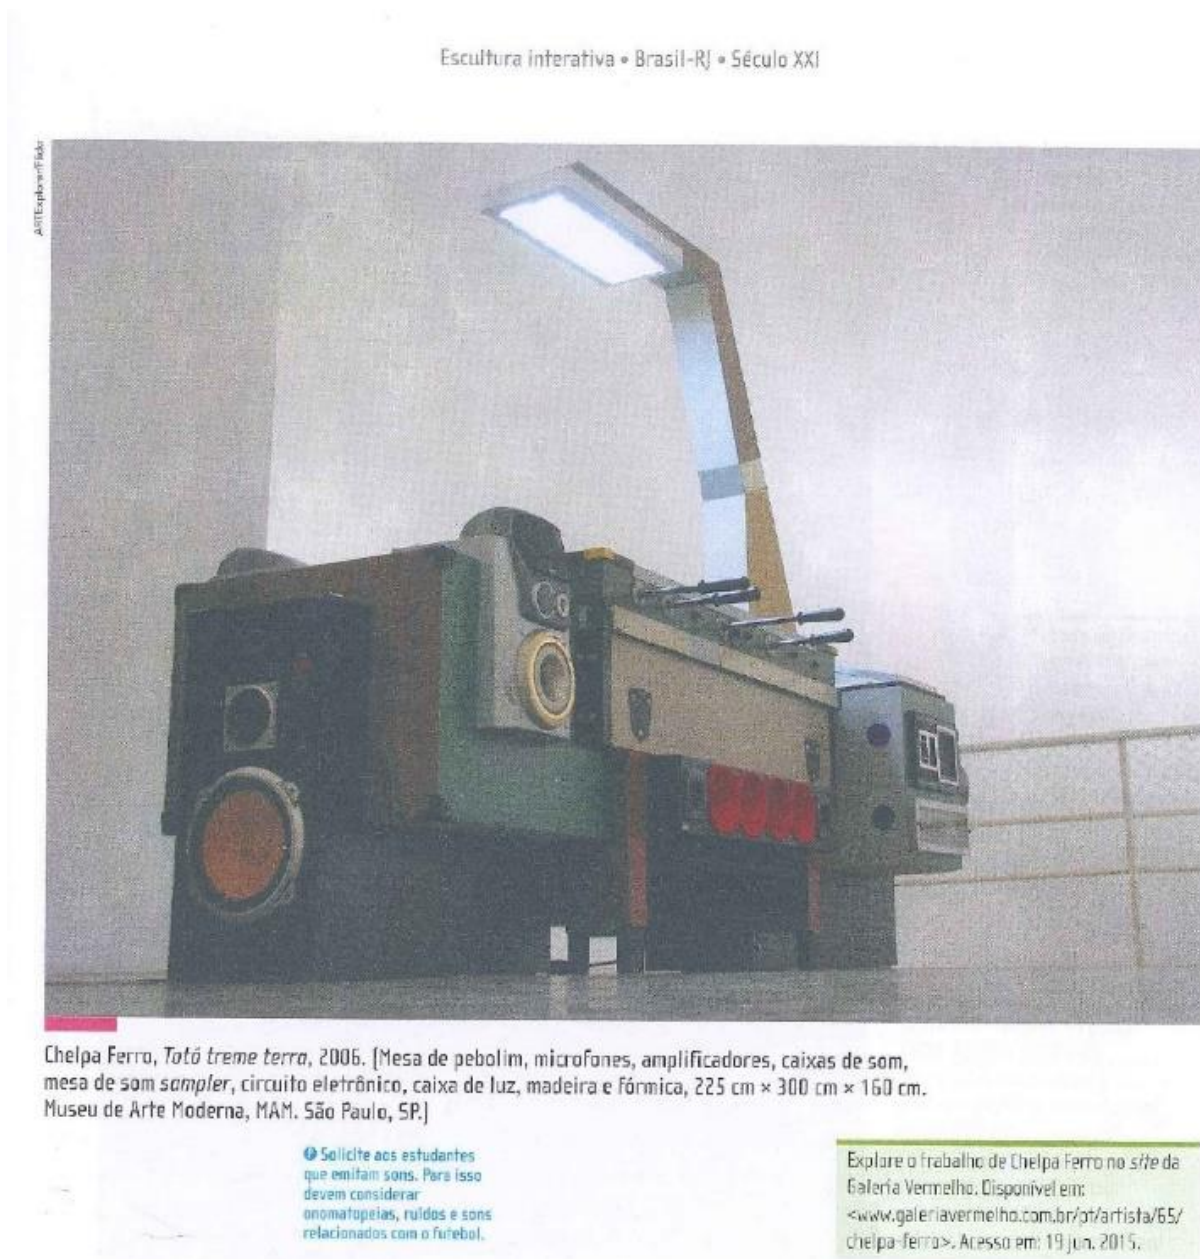 Escultura interativa • Brasil-RJ • Século XXI
ARTExplorer/Flickr
Chelpa Ferro, Totó treme terra, 2006. [Mesa de pebolim, microfones, amplificadores, caixas de som,
mesa de som sampler, circuito eletrônico, caixa de luz, madeira e fórmica, 225 cm × 300 cm × 160 cm.
Museu de Arte Moderna, MAM. São Paulo, SP.]
Solicite aos estudantes
que emitam sons. Para isso
devem considerar
onomatopeias, ruídos e sons
relacionados com o futebol.
Explore o trabalho de Chelpa Ferro no site da
Galeria Vermelho. Disponível em:
<www.galeriavermelho.com.br/pt/artista/65/
chelpa-ferro>. Acesso em: 19 jun. 2015.